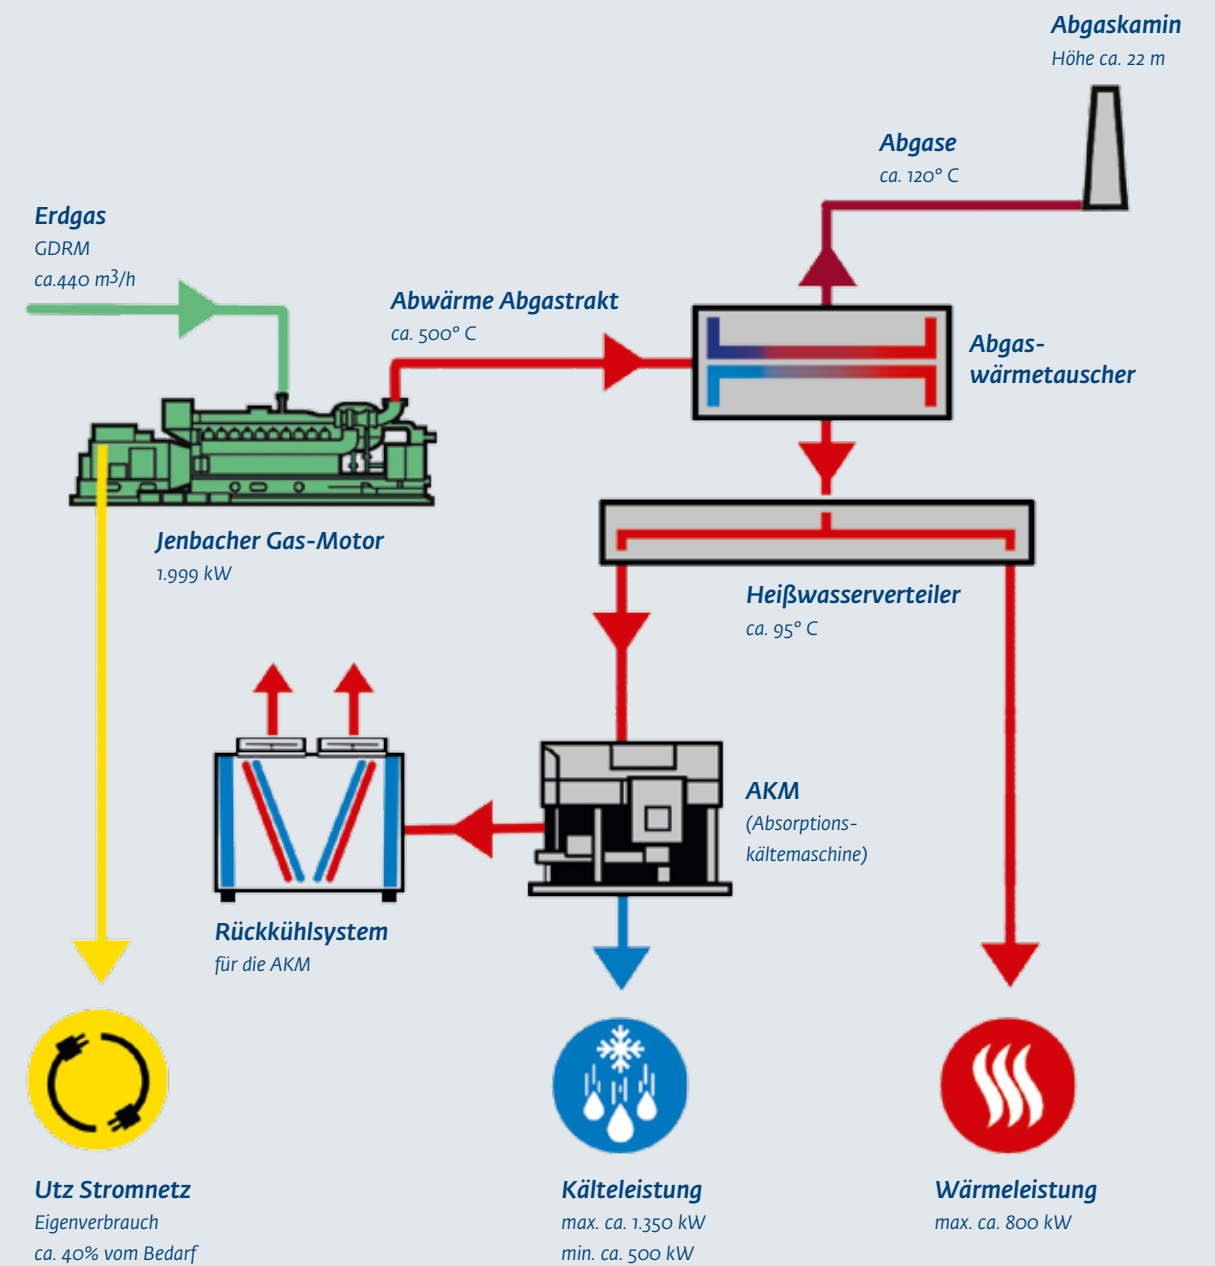 Abgaskamin
Höhe ca. 22 m
Abgase
ca. 120° C
Erdgas
GDRM
ca.440 m³/h
Abwärme Abgastrakt
ca. 500° C
Abgas-
wärmetauscher
Jenbacher Gas-Motor
1.999 kW
Heißwasserverteiler
ca. 95° C
AKM
(Absorptions-
kältemaschine)
Rückkühlsystem
für die AKM
Utz Stromnetz
Eigenverbrauch
ca. 40% vom Bedarf
Kälteleistung
max. ca. 1.350 kW
min. ca. 500 kW
Wärmeleistung
max. ca. 800 kW